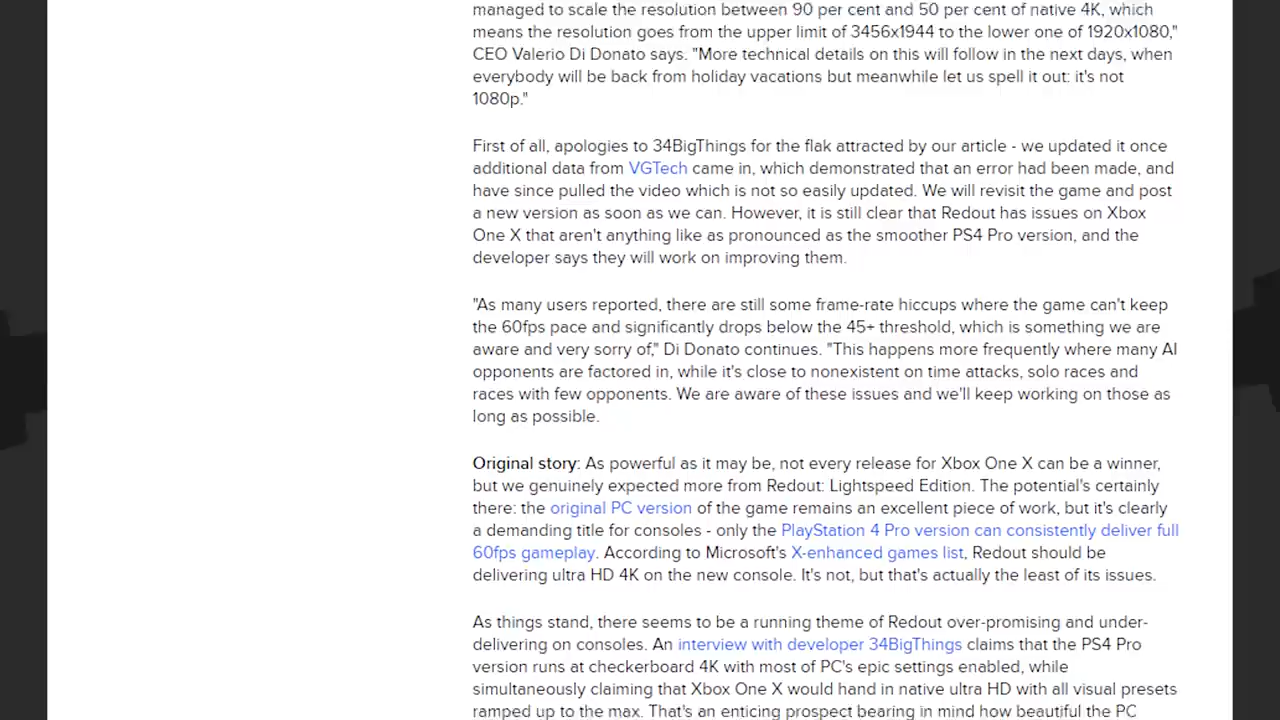 managed to scale the resolution between 90 per cent and 50 per cent of native 4K, which
means the resolution goes from the upper limit of 3456x1944 to the lower one of 1920x1080,"
CEO Valerio Di Donato says. "More technical details on this will follow in the next days, when
everybody will be back from holiday vacations but meanwhile let us spell it out: it's not
1080p."
First of all, apologies to 34BigThings for the flak attracted by our article - we updated it once
additional data from VGTech came in, which demonstrated that an error had been made, and
have since pulled the video which is not so easily updated. We will revisit the game and post
a new version as soon as we can. However, it is still clear that Redout has issues on Xbox
One X that aren't anything like as pronounced as the smoother PS4 Pro version, and the
developer says they will work on improving them.
"As many users reported, there are still some frame-rate hiccups where the game can't keep
the 60fps pace and significantly drops below the 45+ threshold, which is something we are
aware and very sorry of," Di Donato continues. "This happens more frequently where many AI
opponents are factored in, while it's close to nonexistent on time attacks, solo races and
races with few opponents. We are aware of these issues and we'll keep working on those as
long as possible.
Original story: As powerful as it may be, not every release for Xbox One X can be a winner,
but we genuinely expected more from Redout: Lightspeed Edition. The potential's certainly
there: the original PC version of the game remains an excellent piece of work, but it's clearly
a demanding title for consoles - only the PlayStation 4 Pro version can consistently deliver full
60fps gameplay. According to Microsoft's X-enhanced games list, Redout should be
delivering ultra HD 4K on the new console. It's not, but that's actually the least of its issues.
As things stand, there seems to be a running theme of Redout over-promising and under-
delivering on consoles. An interview with developer 34BigThings claims that the PS4 Pro
version runs at checkerboard 4K with most of PC's epic settings enabled, while
simultaneously claiming that Xbox One X would hand in native ultra HD with all visual presets
ramped up to the max. That's an enticing prospect bearing in mind how beautiful the PC